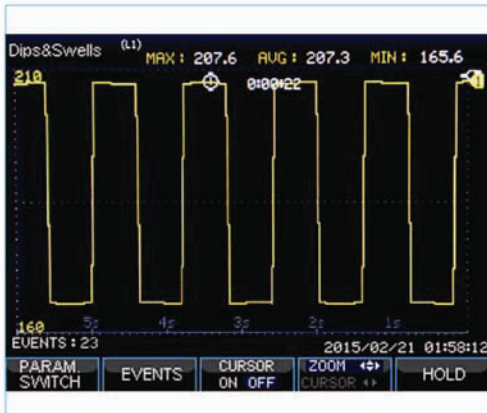 Dips&Swells (L1) MAX: 207.6 AVG: 207.3 MIN: 165.6
210 0:00:22 1
5s 4s 3s 2s 1s
160
EVENTS:23 2015/02/21 01:58:12
PARAM. SWITCH EVENTS CURSOR ON OFF ZOOM CURSOR HOLD